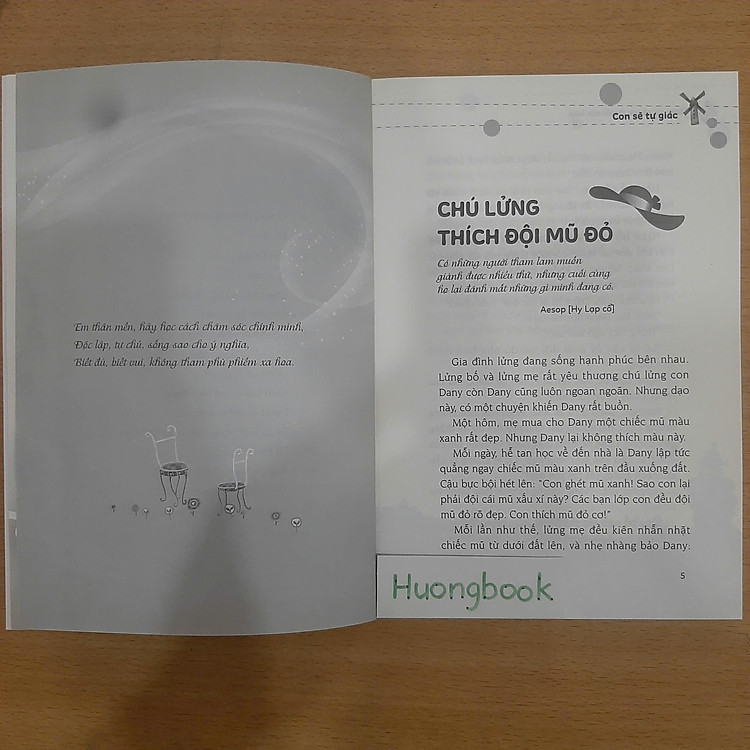 Em thân mến, hãy học cách chăm sóc chính mình,
Độc lập, tự chủ, sống sao cho ý nghĩa,
Biết đủ, biết vui, không tham phù phiếm xa hoa.
Con sẽ tự giác
CHÚ LỬNG
THÍCH ĐỘI MŨ ĐỎ
Có những người tham lam muốn
giành được nhiều thứ, nhưng cuối cùng
họ lại đánh mất những gì mình đang có.
Aesop [Hy Lạp cổ]
Gia đình lửng đang sống hạnh phúc bên nhau.
Lửng bố và lửng mẹ rất yêu thương chú lửng con
Dany còn Dany cũng luôn ngoan ngoãn. Nhưng dạo
này, có một chuyện khiến Dany rất buồn.
Một hôm, mẹ mua cho Dany một chiếc mũ màu
xanh rất đẹp. Nhưng Dany lại không thích màu này.
Mỗi ngày, hễ tan học về đến nhà là Dany lập tức
quẳng ngay chiếc mũ màu xanh trên đầu xuống đất.
Cậu bực bội hét lên: "Con ghét mũ xanh! Sao con lại
phải đội cái mũ xấu xí này? Các bạn lớp con đều đội
mũ đỏ rõ đẹp. Con thích mũ đỏ cơ!"
Mỗi lần như thế, lửng mẹ đều kiên nhẫn nhặt
chiếc mũ từ dưới đất lên, và nhẹ nhàng bảo Dany:
5
Huongbook